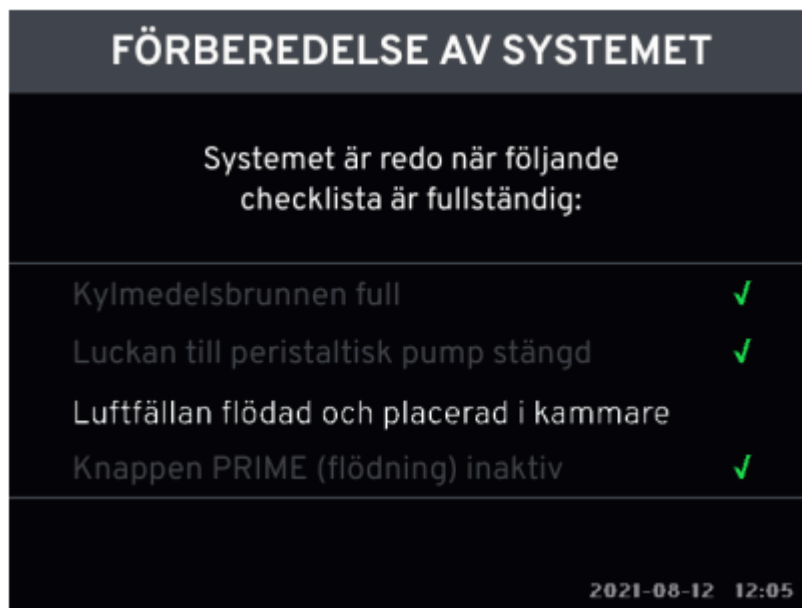 FÖRBEREDELSE AV SYSTEMET
Systemet är redo när följande
checklista är fullständig:
Kylmedelsbrunnen full √
Luckan till peristaltisk pump stängd √
Luftfällan flödad och placerad i kammare
Knappen PRIME (flödning) inaktiv √
2021-08-12 12:05